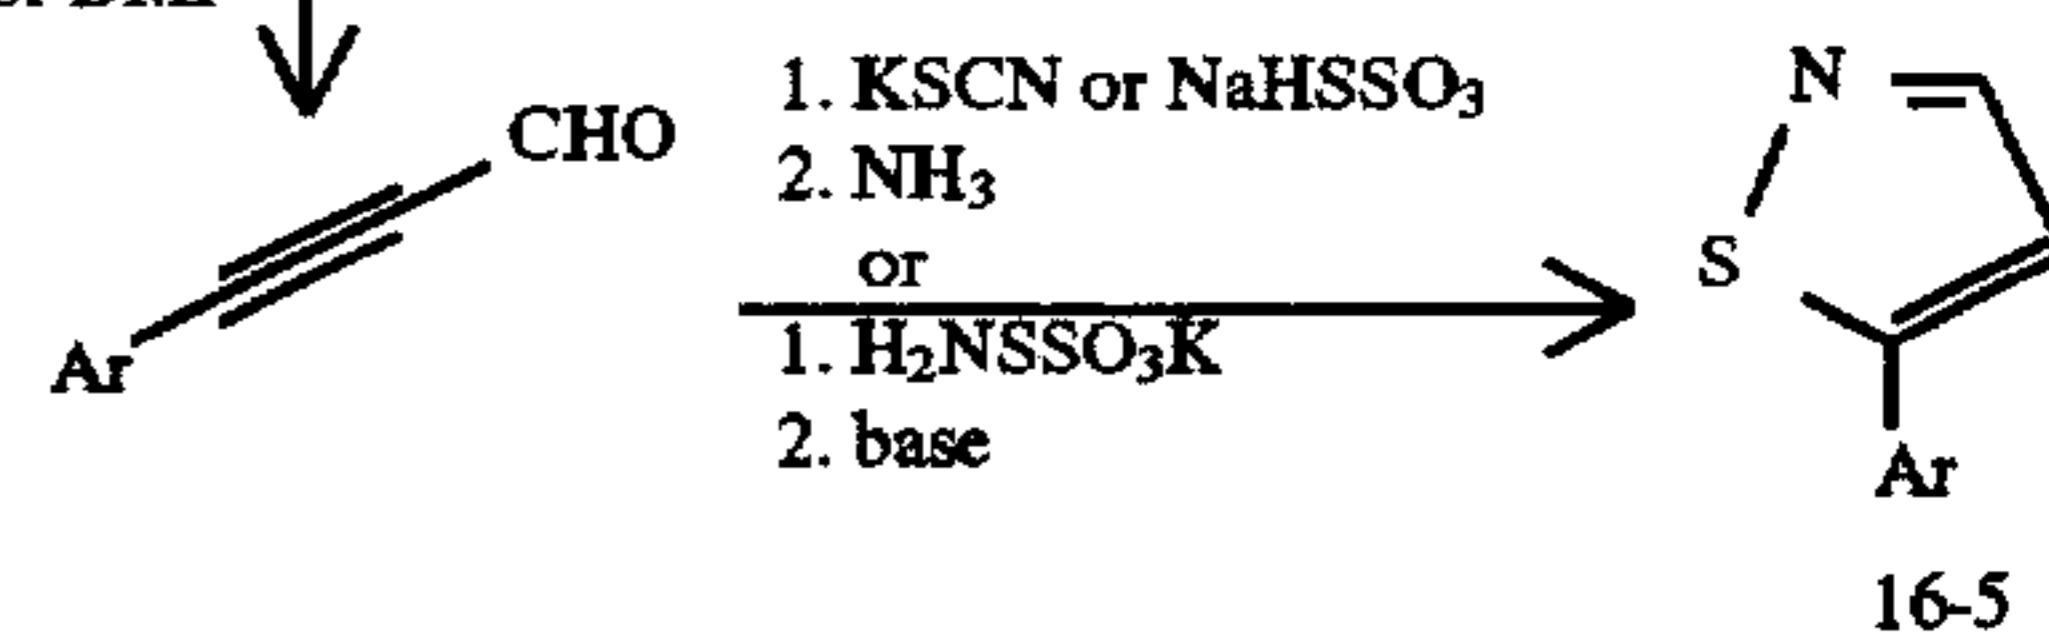 CHO
Ar
1. KSCN or NaHSSO₃
2. NH₃
or
1. H₂NSSO₃K
2. base
N
S
Ar
16-5